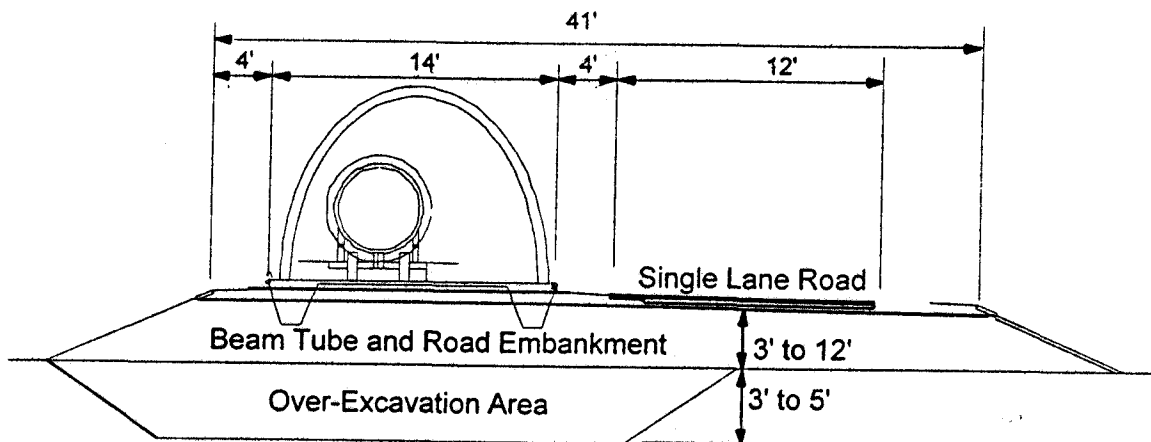 41'
4'
14'
4'
12'
Single Lane Road
Beam Tube and Road Embankment
3' to 12'
Over-Excavation Area
3' to 5'